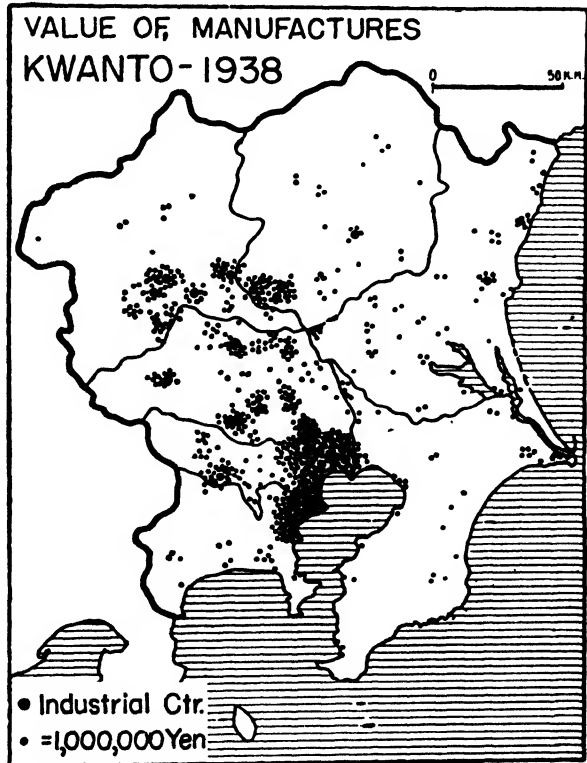 VALUE OF, MANUFACTURES
KWANTO-1938
0 50 K.M.
• Industrial Ctr.
• =1,000,000 Yen